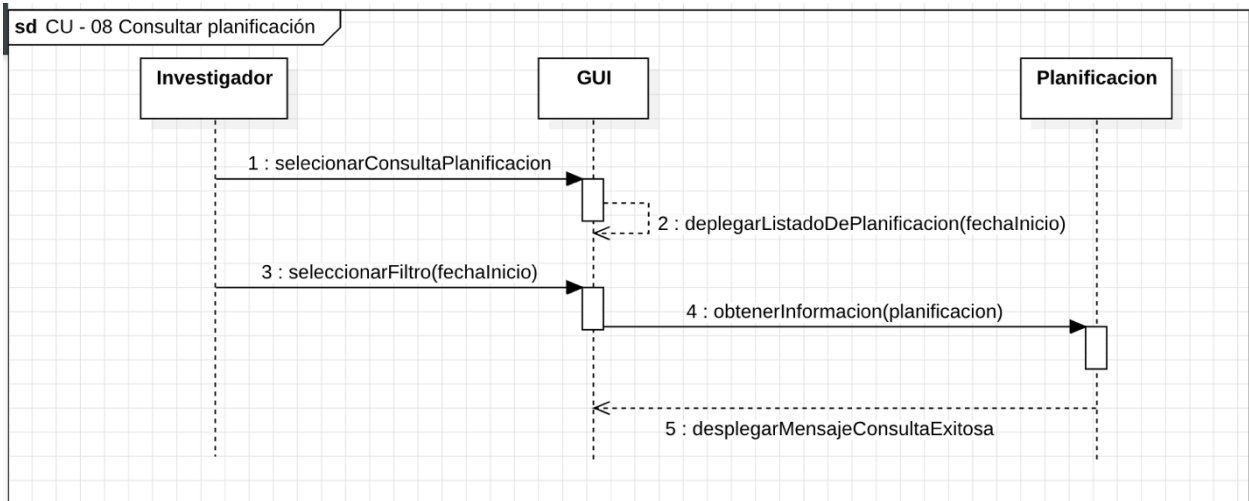 sd CU - 08 Consultar planificación
Investigador
GUI
Planificacion
1 : selecionarConsultaPlanificacion
2 : deplegarListadoDePlanificacion(fechaInicio)
3 : seleccionarFiltro(fechaInicio)
4 : obtenerInformacion(planificacion)
5 : desplegarMensajeConsultaExitosa